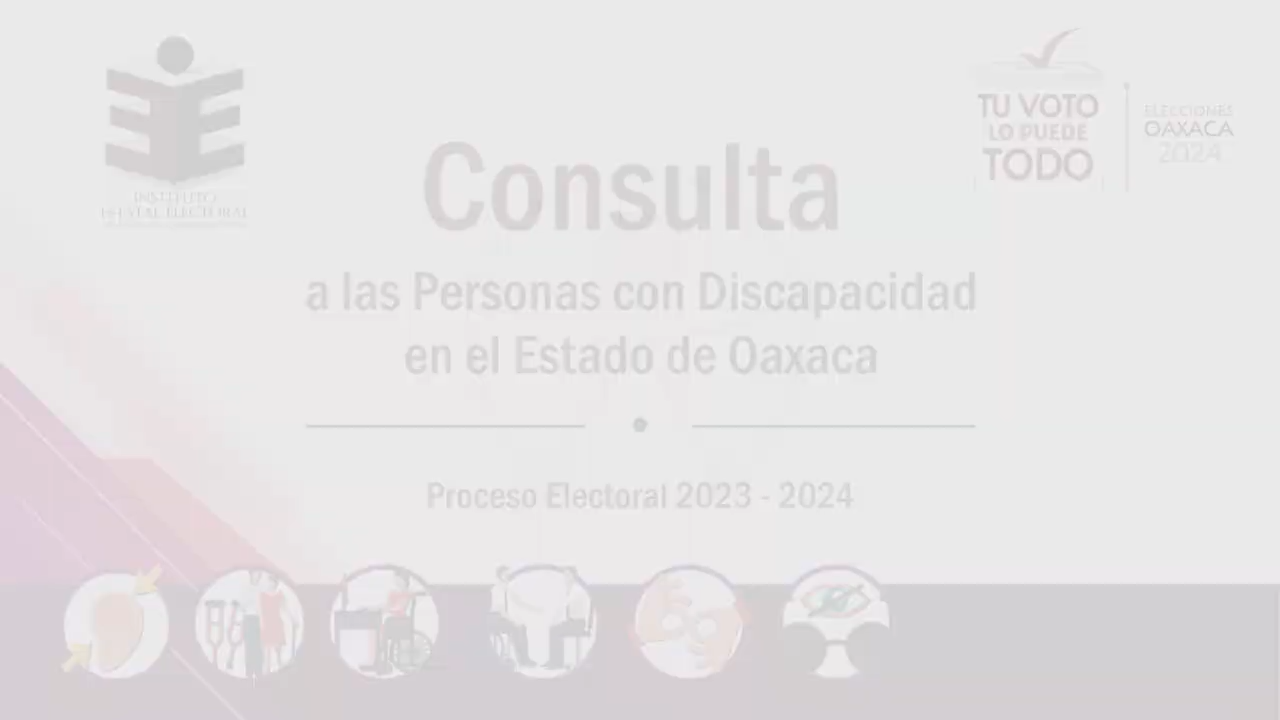 INSTITUTO
ESTATAL ELECTORAL
TU VOTO
LO PUEDE
TODO
ELECCIONES
OAXACA
2024
Consulta
a las Personas con Discapacidad
en el Estado de Oaxaca
Proceso Electoral 2023 - 2024